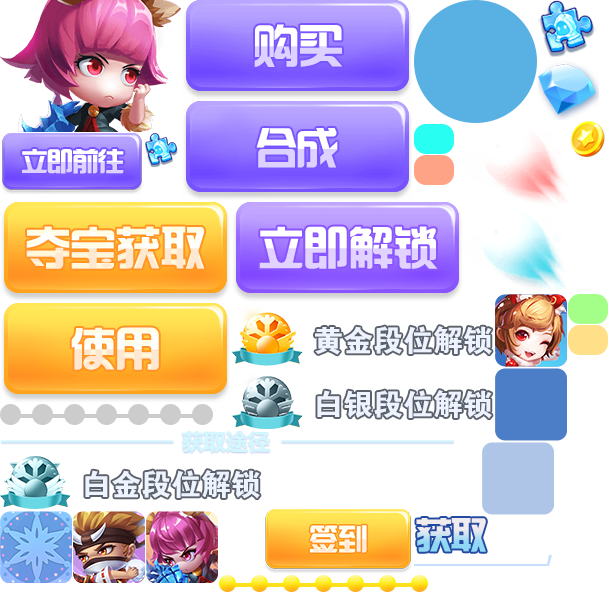 购买
合成
立即前往
夺宝获取
立即解锁
使用
黄金段位解锁
白银段位解锁
获取途径
白金段位解锁
签到
获取